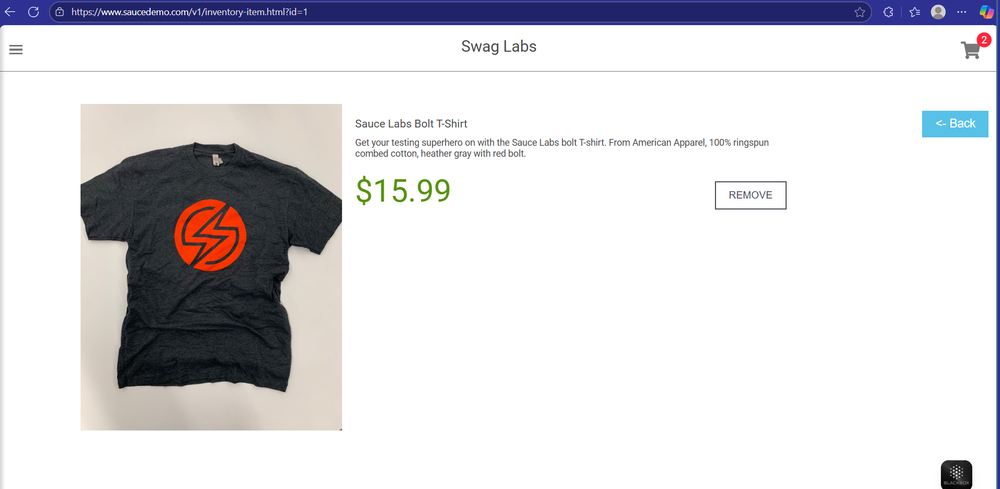 https://www.saucedemo.com/v1/inventory-item.html?id=1
Swag Labs
2
Sauce Labs Bolt T-Shirt
<- Back
Get your testing superhero on with the Sauce Labs bolt T-shirt. From American Apparel, 100% ringspun
combed cotton, heather gray with red bolt.
$15.99
REMOVE
BLACKBOX